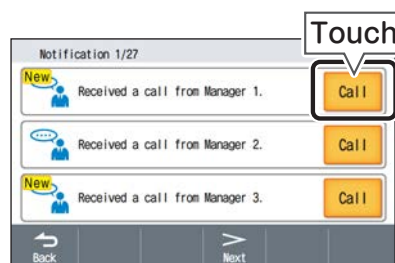 Touch
Notification 1/27
New
Received a call from Manager 1.
Call
Received a call from Manager 2.
Call
New
Received a call from Manager 3.
Call
Back
Next